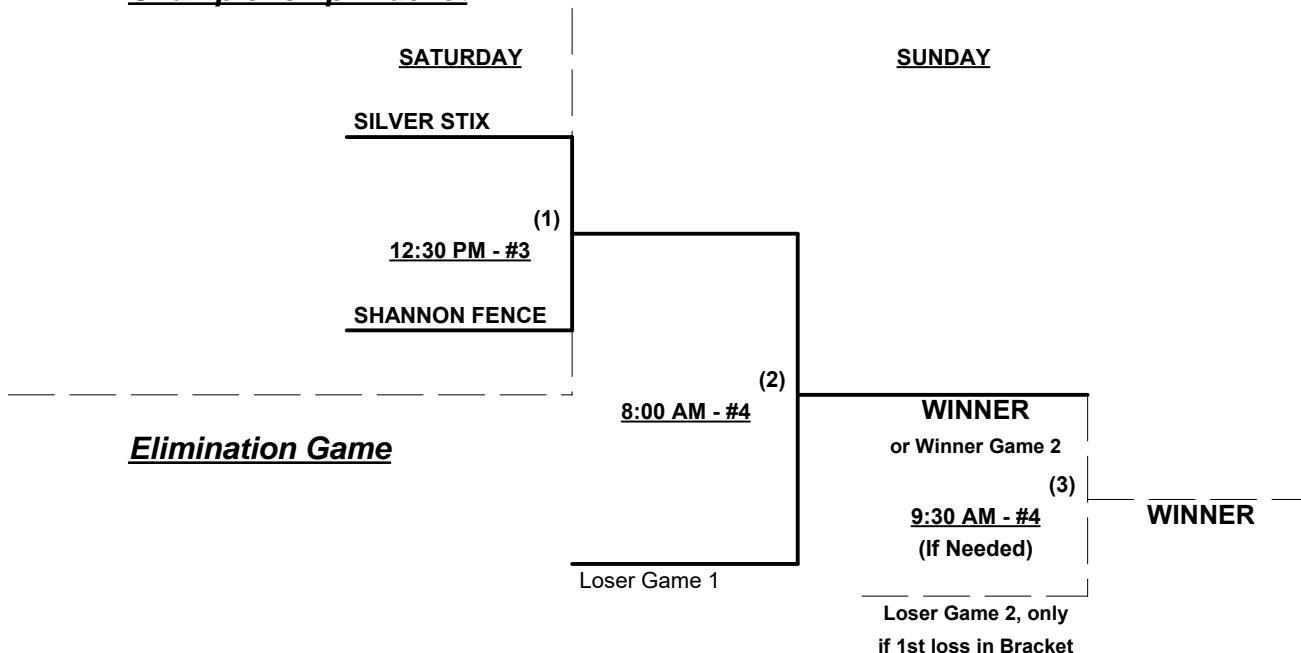 SATURDAY
SUNDAY
SILVER STIX
(1)
12:30 PM - #3
SHANNON FENCE
(2)
8:00 AM - #4
WINNER
or Winner Game 2
Elimination Game
(3)
9:30 AM - #4
(If Needed)
WINNER
Loser Game 1
Loser Game 2, only
if 1st loss in Bracket